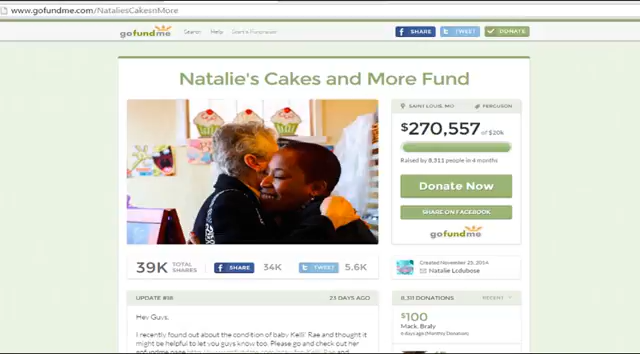 www.gofundme.com/NataliesCakesnMore
gofundme
Search Help
SHARE
TWEET
DONATE
Natalie's Cakes and More Fund
SAINT LOUIS, MO
FERGUSON
$270,557 of $20k
Raised by 8,311 people in 4 months
Donate Now
SHARE ON FACEBOOK
gofundme
39K TOTAL SHARES
SHARE 34K
TWEET 5.6K
Created November 25, 2014
Natalie
UPDATE #38
23 DAYS AGO
Hey Guys,
I recently found out about the condition of baby Kelli' Rae and thought it
might be helpful to let you guys know too. Please go and check out her
8,311 DONATIONS
RECENT
$100
Mack, Braly
(Monthly Donation)